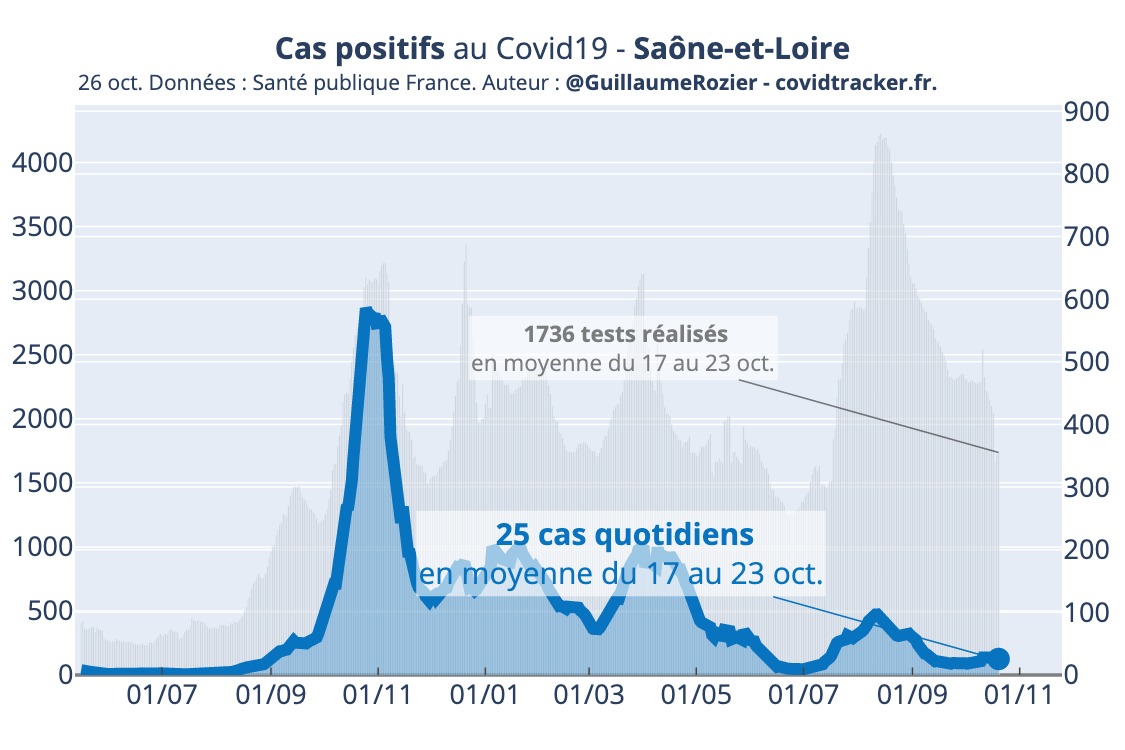 Cas positifs au Covid19 - Saône-et-Loire
26 oct. Données : Santé publique France. Auteur : @GuillaumeRozier - covidtracker.fr.
900
4000
800
3500
700
3000
600
1736 tests réalisés
en moyenne du 17 au 23 oct.
2500
500
2000
400
1500
300
25 cas quotidiens
en moyenne du 17 au 23 oct.
1000
200
500
100
0
0
01/07 01/09 01/11 01/01 01/03 01/05 01/07 01/09 01/11